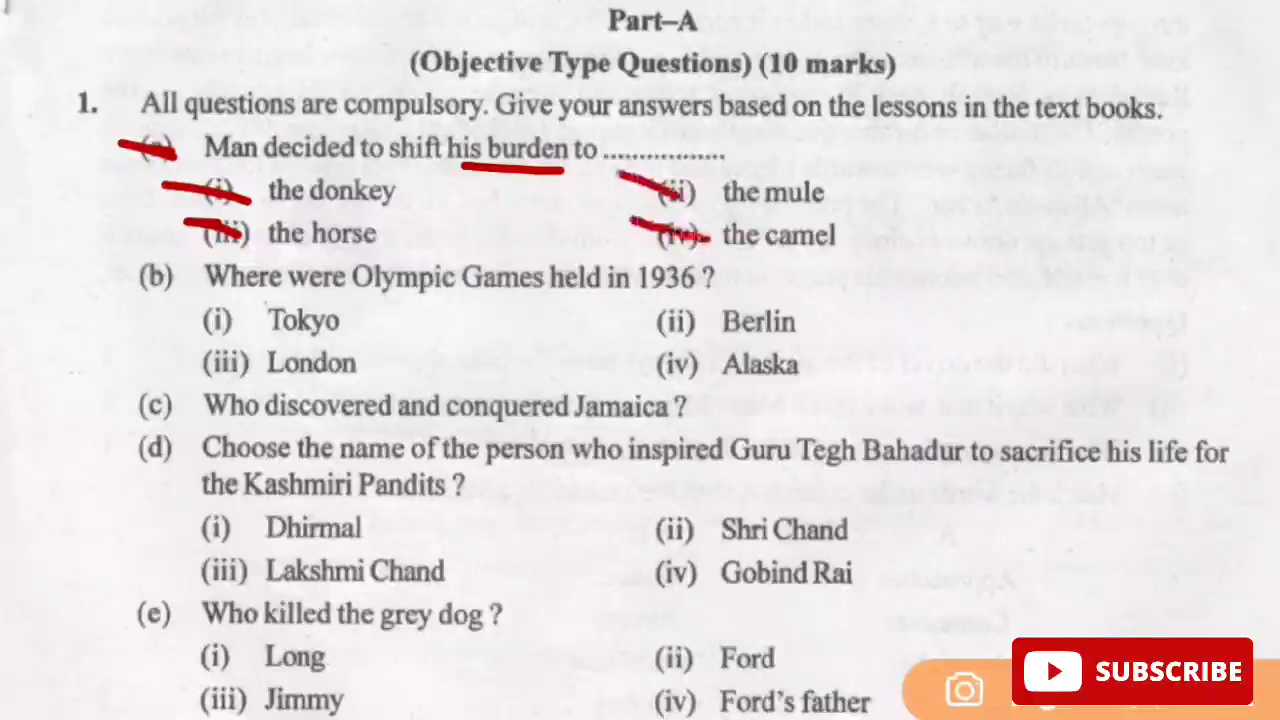 Part–A
(Objective Type Questions) (10 marks)
1. All questions are compulsory. Give your answers based on the lessons in the text books.
(a) Man decided to shift his burden to ...................
(i) the donkey (ii) the mule
(iii) the horse (iv) the camel
(b) Where were Olympic Games held in 1936 ?
(i) Tokyo (ii) Berlin
(iii) London (iv) Alaska
(c) Who discovered and conquered Jamaica ?
(d) Choose the name of the person who inspired Guru Tegh Bahadur to sacrifice his life for
the Kashmiri Pandits ?
(i) Dhirmal (ii) Shri Chand
(iii) Lakshmi Chand (iv) Gobind Rai
(e) Who killed the grey dog ?
(i) Long (ii) Ford
(iii) Jimmy (iv) Ford's father
SUBSCRIBE